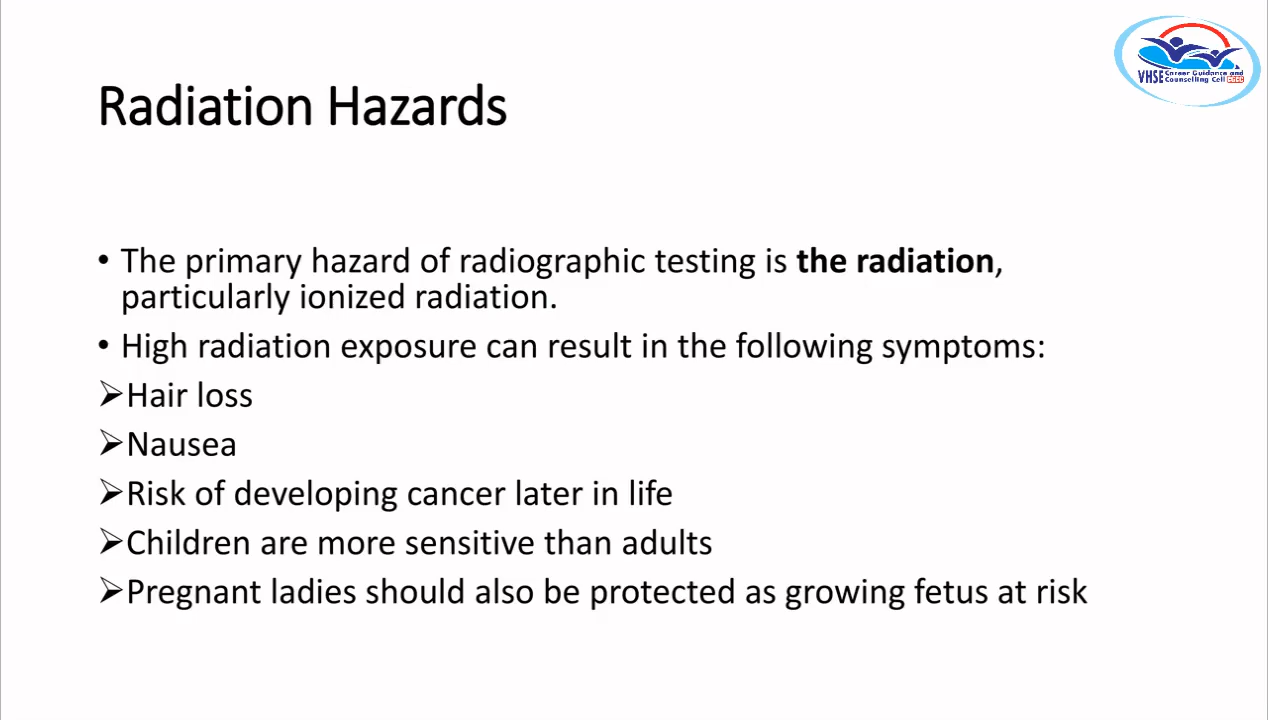 VHSE Career Guidance and
Counselling Cell CGCC
Radiation Hazards
• The primary hazard of radiographic testing is the radiation,
particularly ionized radiation.
• High radiation exposure can result in the following symptoms:
➢Hair loss
➢Nausea
➢Risk of developing cancer later in life
➢Children are more sensitive than adults
➢Pregnant ladies should also be protected as growing fetus at risk